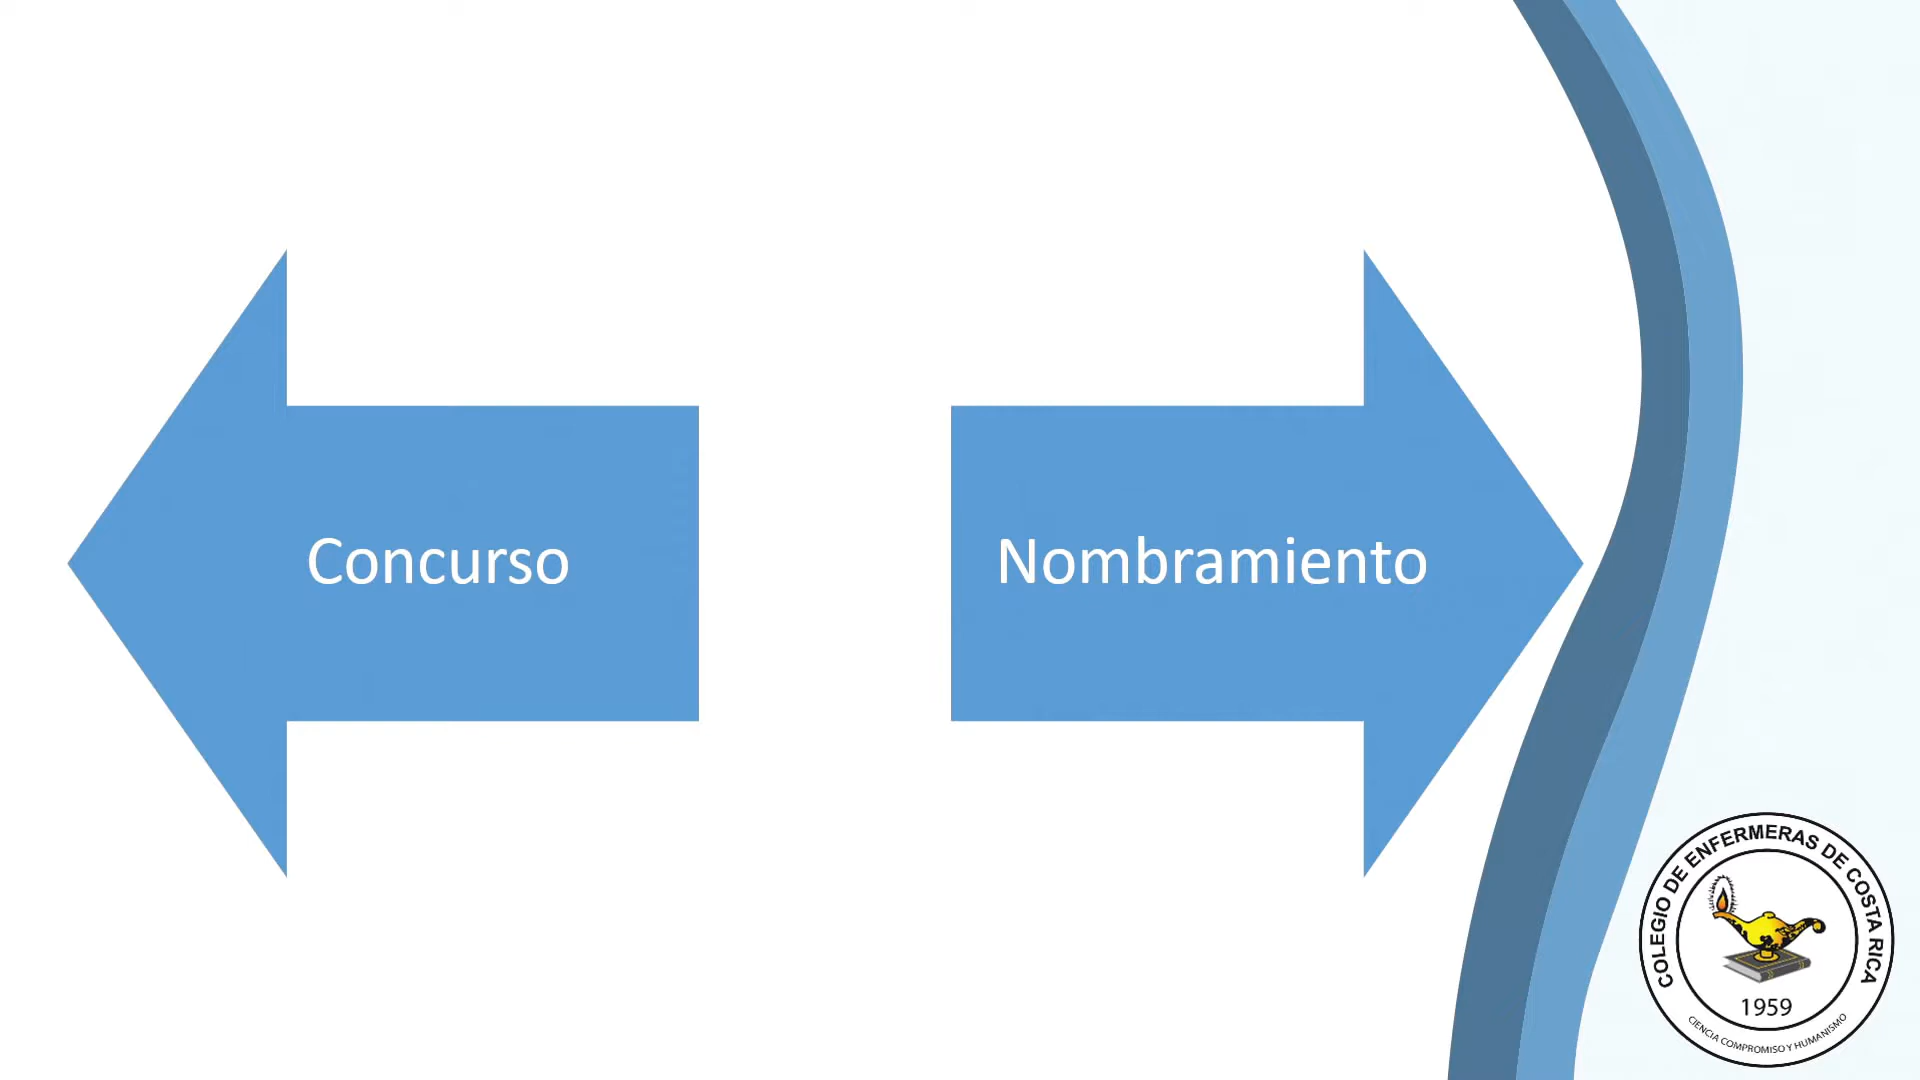 Concurso
Nombramiento
COLEGIO DE ENFERMERAS DE COSTA RICA
1959
CIENCIA COMPROMISO Y HUMANISMO